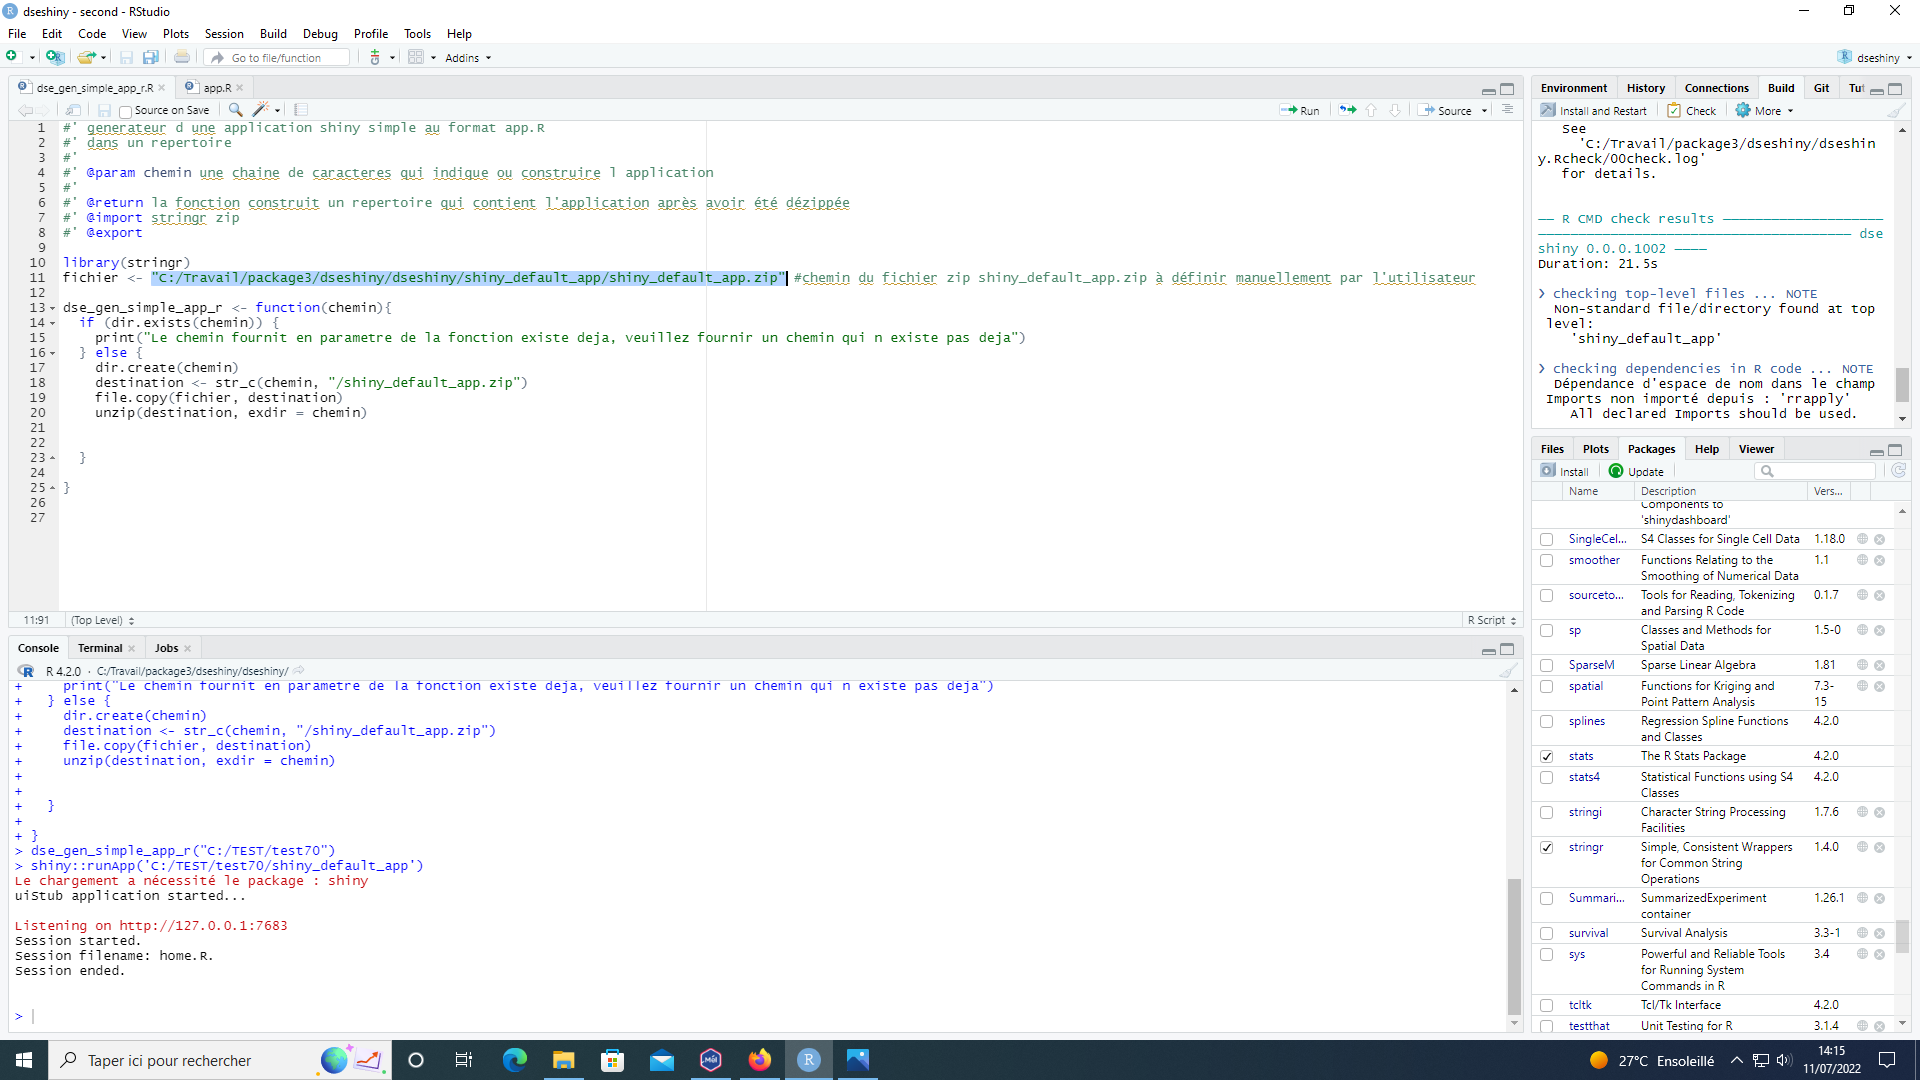 dseshiny - second - RStudio
File Edit Code View Plots Session Build Debug Profile Tools Help
Go to file/function Addins dseshiny
dse_gen_simple_app_r.R app.R
Source on Save Run Source
1 #' generateur d une application shiny simple au format app.R
2 #' dans un repertoire
3 #'
4 #' @param chemin une chaine de caracteres qui indique ou construire l application
5 #'
6 #' @return la fonction construit un repertoire qui contient l'application après avoir été dézippée
7 #' @import stringr zip
8 #' @export
9
10 library(stringr)
11 fichier <- "C:/Travail/package3/dseshiny/dseshiny/shiny_default_app/shiny_default_app.zip" #chemin du fichier zip shiny_default_app.zip à définir manuellement par l'utilisateur
12
13 dse_gen_simple_app_r <- function(chemin){
14 if (dir.exists(chemin)) {
15 print("Le chemin fournit en parametre de la fonction existe deja, veuillez fournir un chemin qui n existe pas deja")
16 } else {
17 dir.create(chemin)
18 destination <- str_c(chemin, "/shiny_default_app.zip")
19 file.copy(fichier, destination)
20 unzip(destination, exdir = chemin)
21
22
23 }
24
25 }
26
27
11:91 (Top Level) R Script
Console Terminal Jobs
R 4.2.0 · C:/Travail/package3/dseshiny/dseshiny/
+ print("Le chemin fournit en parametre de la fonction existe deja, veuillez fournir un chemin qui n existe pas deja")
+ } else {
+ dir.create(chemin)
+ destination <- str_c(chemin, "/shiny_default_app.zip")
+ file.copy(fichier, destination)
+ unzip(destination, exdir = chemin)
+
+
+ }
+
+ }
> dse_gen_simple_app_r("C:/TEST/test70")
> shiny::runApp('C:/TEST/test70/shiny_default_app')
Le chargement a nécessité le package : shiny
uiStub application started...
Listening on http://127.0.0.1:7683
Session started.
Session filename: home.R.
Session ended.
>
Environment History Connections Build Git Tut
Install and Restart Check More
See
'C:/Travail/package3/dseshiny/dseshin
y.Rcheck/00check.log'
for details.
── R CMD check results ────────────────────
─────────────────────────────────────── dse
shiny 0.0.0.1002 ────
Duration: 21.5s
❯ checking top-level files ... NOTE
Non-standard file/directory found at top
level:
'shiny_default_app'
❯ checking dependencies in R code ... NOTE
Dépendance d'espace de nom dans le champ
Imports non importé depuis : 'rrapply'
All declared Imports should be used.
Files Plots Packages Help Viewer
Install Update
Name Description Vers...
Components to
'shinydashboard'
SingleCel... S4 Classes for Single Cell Data 1.18.0
smoother Functions Relating to the 1.1
Smoothing of Numerical Data
sourceto... Tools for Reading, Tokenizing 0.1.7
and Parsing R Code
sp Classes and Methods for 1.5-0
Spatial Data
SparseM Sparse Linear Algebra 1.81
spatial Functions for Kriging and 7.3-
Point Pattern Analysis 15
splines Regression Spline Functions 4.2.0
and Classes
stats The R Stats Package 4.2.0
stats4 Statistical Functions using S4 4.2.0
Classes
stringi Character String Processing 1.7.6
Facilities
stringr Simple, Consistent Wrappers 1.4.0
for Common String
Operations
Summari... SummarizedExperiment 1.26.1
container
survival Survival Analysis 3.3-1
sys Powerful and Reliable Tools 3.4
for Running System
Commands in R
tcltk Tcl/Tk Interface 4.2.0
testthat Unit Testing for R 3.1.4
Taper ici pour rechercher
27°C Ensoleillé
14:15
11/07/2022